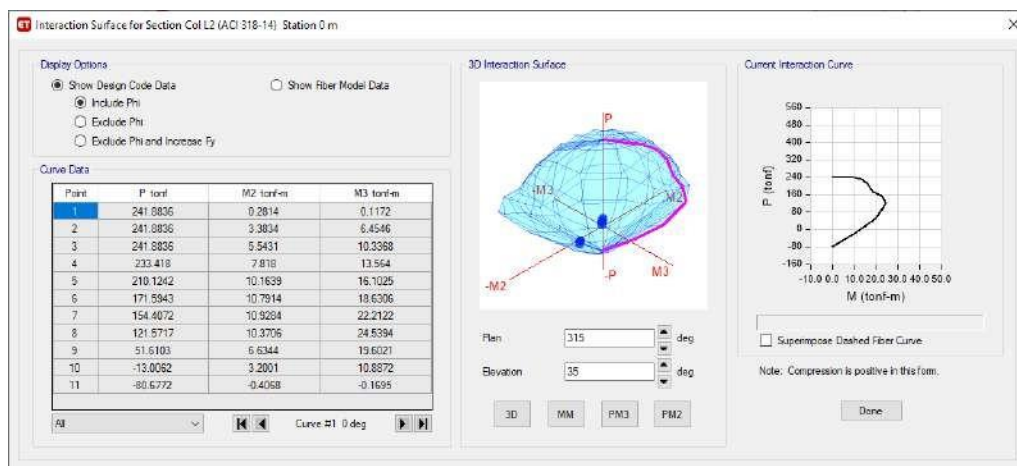 ET Interaction Surface for Section Col L2 (ACI 318-14) Station 0 m
Display Options
Show Design Code Data
Show Fiber Model Data
Include Phi
Exclude Phi
Exclude Phi and Increase Fy
Curve Data
Point P tonf M2 tonf-m M3 tonf-m
1 241.8836 0.2814 0.1172
2 241.8836 3.3834 6.4546
3 241.8836 5.5431 10.3368
4 233.418 7.818 13.564
5 210.1242 10.1639 16.1025
6 171.5943 10.7914 18.6306
7 154.4072 10.9284 22.2122
8 121.5717 10.3706 24.5394
9 51.6103 6.6344 19.6021
10 -13.0062 3.2001 10.8872
11 -80.6772 -0.4068 -0.1695
All
Curve #1 0 deg
3D Interaction Surface
P
-M3
M2
-M2
-P
M3
Plan 315 deg
Elevation 35 deg
3D MM PM3 PM2
Current Interaction Curve
P (tonf)
560
480
400
320
240
160
80
0
-80
-160
-10.0 0.0 10.0 20.0 30.0 40.0 50.0
M (tonf-m)
Superimpose Dashed Fiber Curve
Note: Compression is positive in this form.
Done